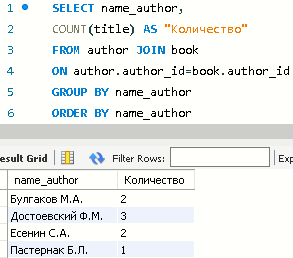 1 SELECT name_author,
2 COUNT(title) AS "Количество"
3 FROM author JOIN book
4 ON author.author_id=book.author_id
5 GROUP BY name_author
6 ORDER BY name_author
esult Grid Filter Rows: Exp
name_author Количество
Булгаков М.А. 2
Достоевский Ф.М. 3
Есенин С.А. 2
Пастернак Б.Л. 1